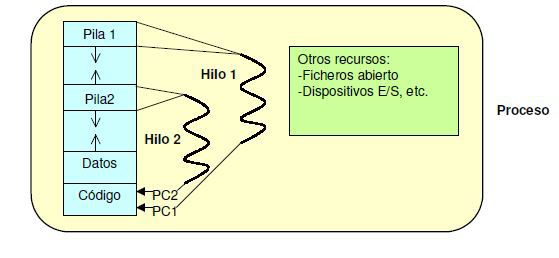 Pila 1
Hilo 1
Otros recursos:
-Ficheros abierto
-Dispositivos E/S, etc.
Pila2
Proceso
Hilo 2
Datos
Código
PC2
PC1